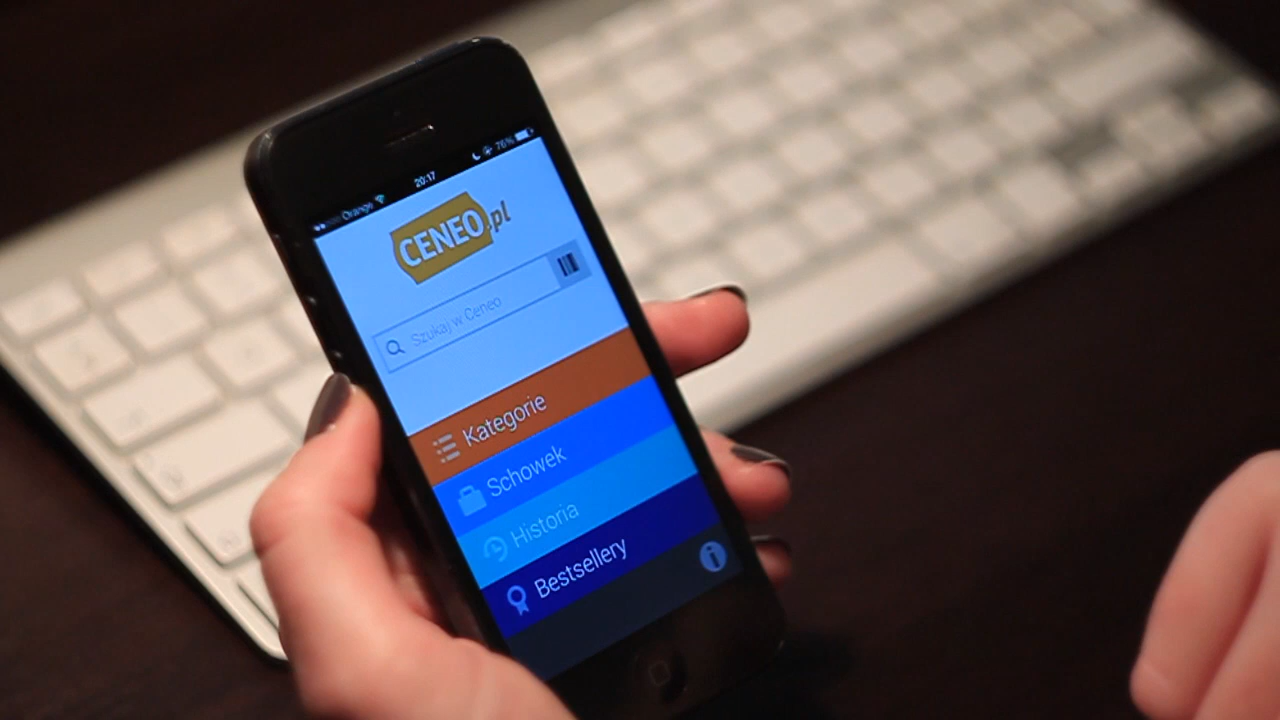 Orange 20:17 76%
CENEO.pl
Szukaj w Ceneo
Kategorie
Schowek
Historia
Bestsellery
i